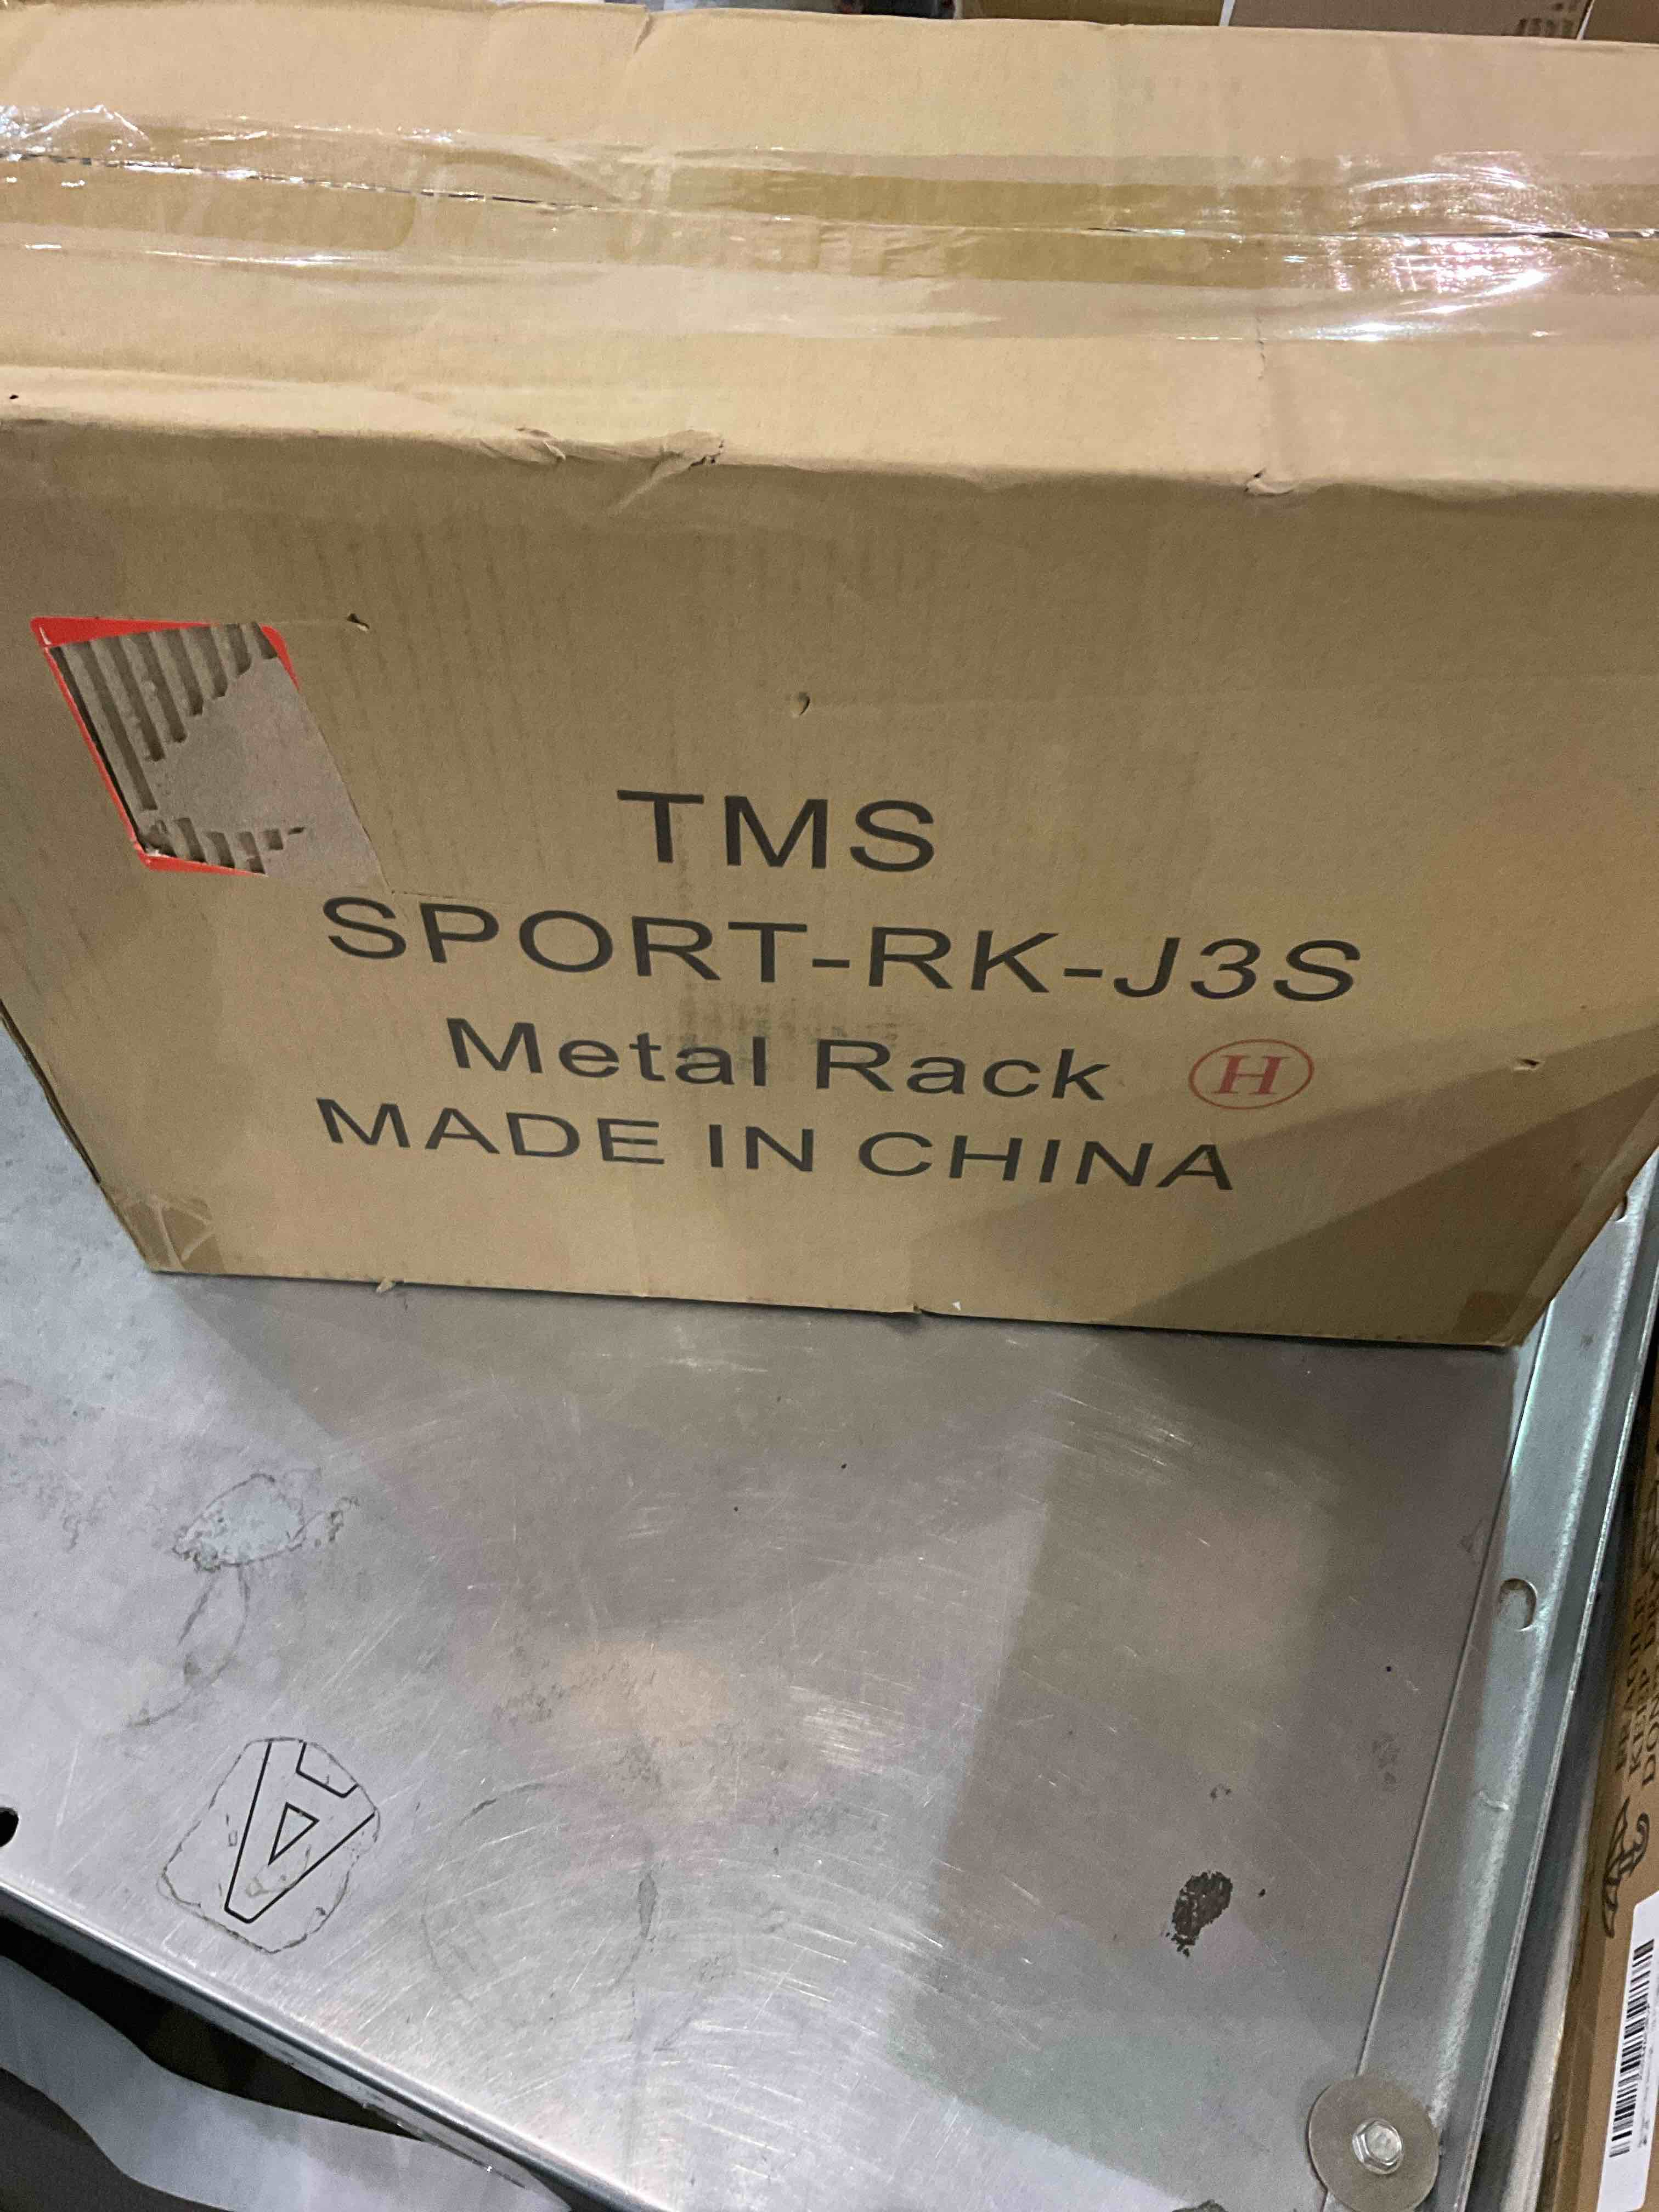 TMS
SPORT-RK-J3S
Metal Rack H
MADE IN CHINA
A